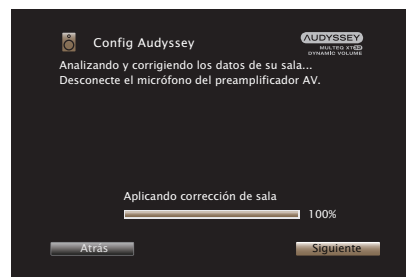 Config Audyssey
AUDYSSEY
MULTEQ XT32
DYNAMIC VOLUME
Analizando y corrigiendo los datos de su sala...
Desconecte el micrófono del preamplificador AV.
Aplicando corrección de sala
100%
Atrás
Siguiente